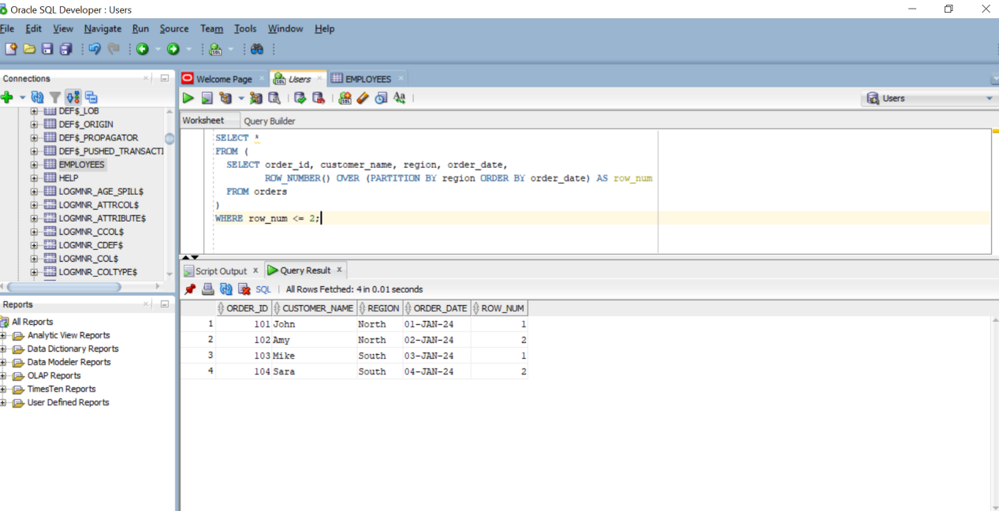 Oracle SQL Developer : Users
File Edit View Navigate Run Source Team Tools Window Help
Connections
DEF$_LOB
DEF$_ORIGIN
DEF$_PROPAGATOR
DEF$_PUSHED_TRANSACTI
EMPLOYEES
HELP
LOGMNR_AGE_SPILL$
LOGMNR_ATTRCOL$
LOGMNR_ATTRIBUTE$
LOGMNR_CCOL$
LOGMNR_CDEF$
LOGMNR_COL$
LOGMNR_COLTYPE$
Reports
All Reports
Analytic View Reports
Data Dictionary Reports
Data Modeler Reports
OLAP Reports
TimesTen Reports
User Defined Reports
Welcome Page Users EMPLOYEES
Users
Worksheet Query Builder
SELECT *
FROM (
SELECT order_id, customer_name, region, order_date,
ROW_NUMBER() OVER (PARTITION BY region ORDER BY order_date) AS row_num
FROM orders
)
WHERE row_num <= 2;
Script Output x Query Result x
SQL | All Rows Fetched: 4 in 0.01 seconds
ORDER_ID CUSTOMER_NAME REGION ORDER_DATE ROW_NUM
1 101 John North 01-JAN-24 1
2 102 Amy North 02-JAN-24 2
3 103 Mike South 03-JAN-24 1
4 104 Sara South 04-JAN-24 2